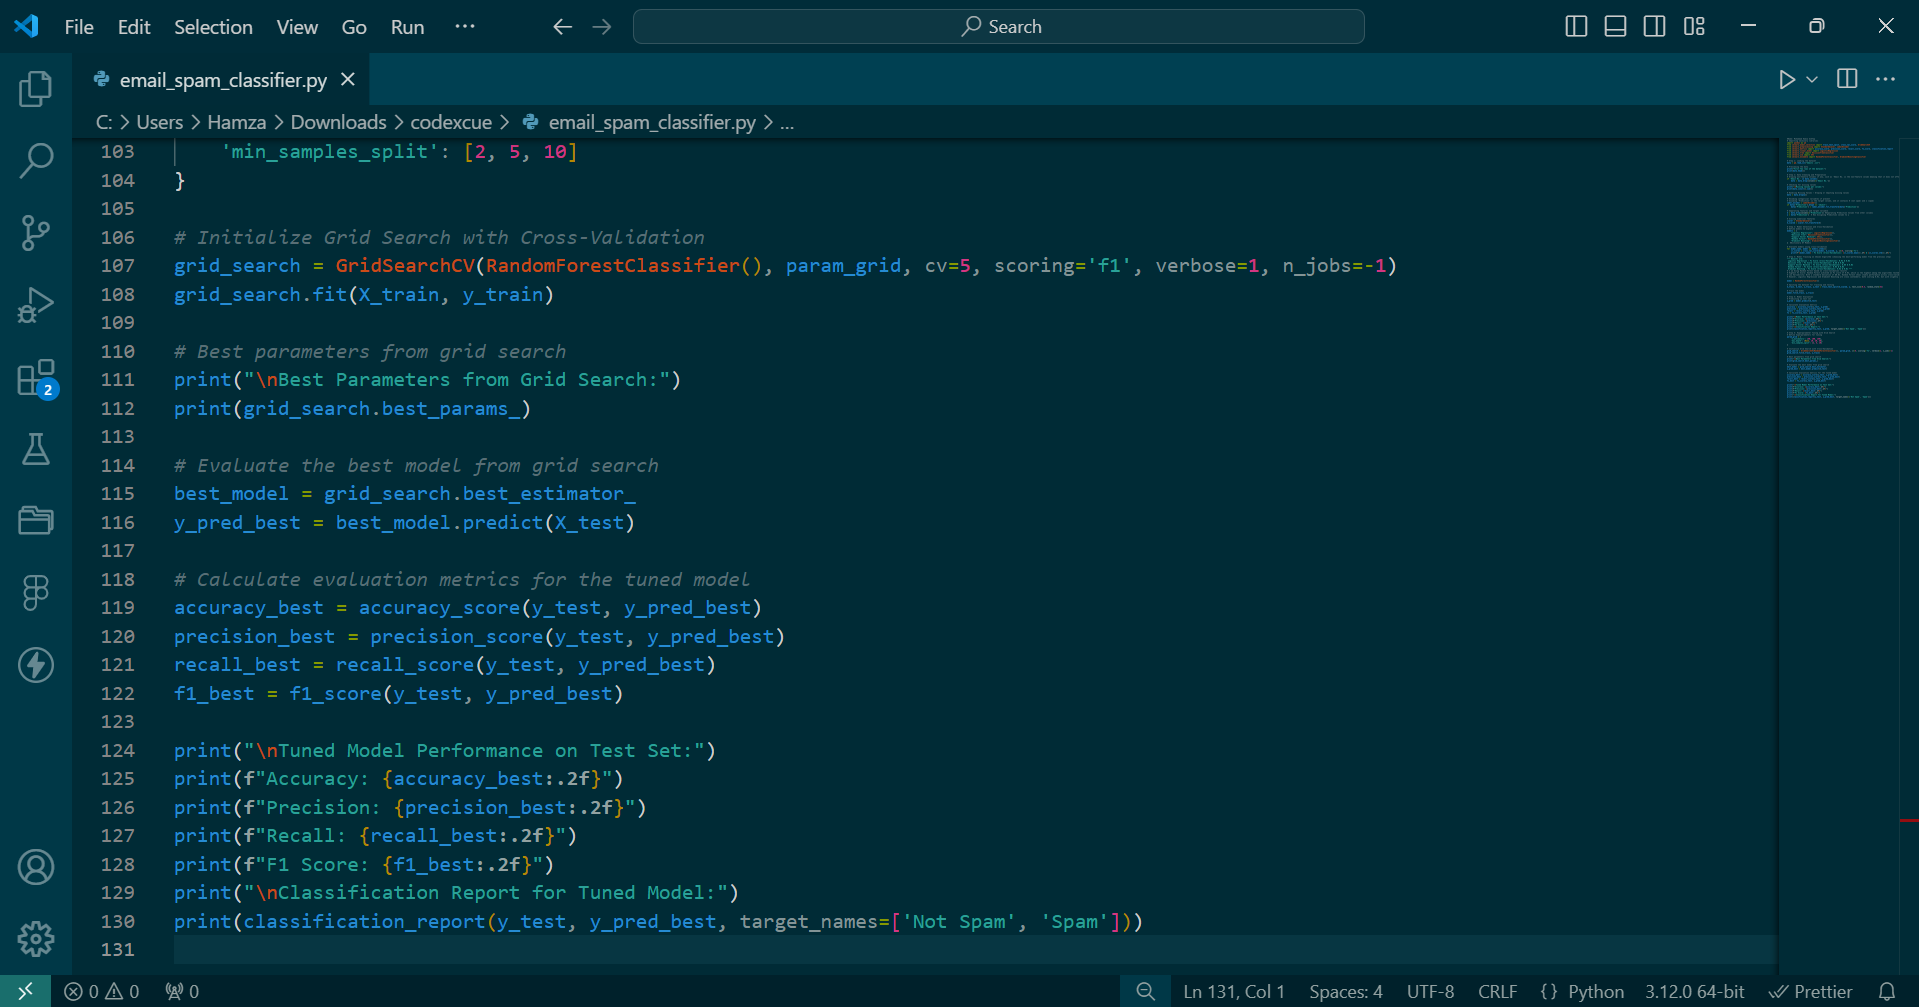 File Edit Selection View Go Run ··· Search
email_spam_classifier.py
C: > Users > Hamza > Downloads > codexcue > email_spam_classifier.py > ...
103     'min_samples_split': [2, 5, 10]
104 }
105
106 # Initialize Grid Search with Cross-Validation
107 grid_search = GridSearchCV(RandomForestClassifier(), param_grid, cv=5, scoring='f1', verbose=1, n_jobs=-1)
108 grid_search.fit(X_train, y_train)
109
110 # Best parameters from grid search
111 print("\nBest Parameters from Grid Search:")
112 print(grid_search.best_params_)
113
114 # Evaluate the best model from grid search
115 best_model = grid_search.best_estimator_
116 y_pred_best = best_model.predict(X_test)
117
118 # Calculate evaluation metrics for the tuned model
119 accuracy_best = accuracy_score(y_test, y_pred_best)
120 precision_best = precision_score(y_test, y_pred_best)
121 recall_best = recall_score(y_test, y_pred_best)
122 f1_best = f1_score(y_test, y_pred_best)
123
124 print("\nTuned Model Performance on Test Set:")
125 print(f"Accuracy: {accuracy_best:.2f}")
126 print(f"Precision: {precision_best:.2f}")
127 print(f"Recall: {recall_best:.2f}")
128 print(f"F1 Score: {f1_best:.2f}")
129 print("\nClassification Report for Tuned Model:")
130 print(classification_report(y_test, y_pred_best, target_names=['Not Spam', 'Spam']))
131
2
0 0 0 Ln 131, Col 1 Spaces: 4 UTF-8 CRLF {} Python 3.12.0 64-bit Prettier